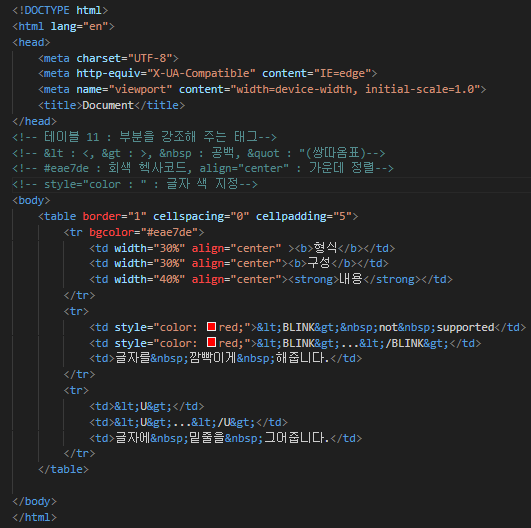 <!DOCTYPE html>
<html lang="en">
<head>
    <meta charset="UTF-8">
    <meta http-equiv="X-UA-Compatible" content="IE=edge">
    <meta name="viewport" content="width=device-width, initial-scale=1.0">
    <title>Document</title>
</head>
<!-- 테이블 11 : 부분을 강조해 주는 태그-->
<!-- &lt : <, &gt : >, &nbsp : 공백, &quot : "(쌍따옴표)-->
<!-- #eae7de : 회색 헥사코드, align="center" : 가운데 정렬-->
<!-- style="color : " : 글자 색 지정-->
<body>
    <table border="1" cellspacing="0" cellpadding="5">
        <tr bgcolor="#eae7de">
            <td width="30%" align="center" ><b>형식</b></td>
            <td width="30%" align="center"><b>구성</b></td>
            <td width="40%" align="center"><strong>내용</strong></td>
        </tr>
        <tr>
            <td style="color: red;">&lt;BLINK&gt;&nbsp;not&nbsp;supported</td>
            <td style="color: red;">&lt;BLINK&gt;...&lt;/BLINK&gt;</td>
            <td>글자를&nbsp;깜빡이게&nbsp;해줍니다.</td>
        </tr>
        <tr>
            <td>&lt;U&gt;</td>
            <td>&lt;U&gt;...&lt;/U&gt;</td>
            <td>글자에&nbsp;밑줄을&nbsp;그어줍니다.</td>
        </tr>
    </table>

</body>
</html>